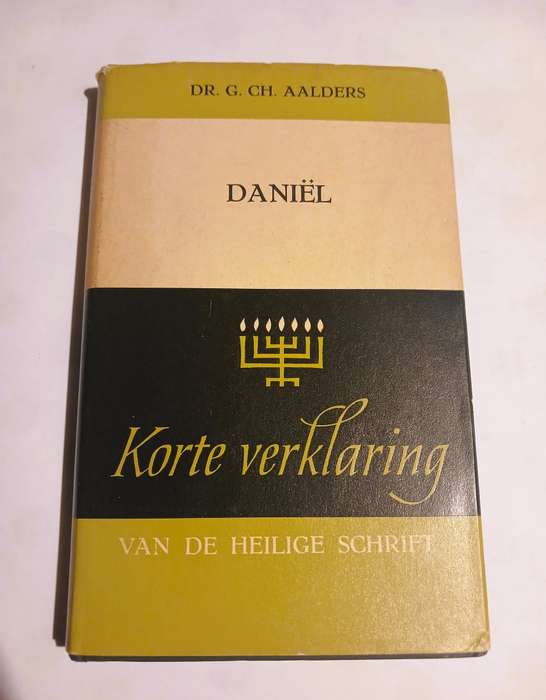 DR. G. CH. AALDERS
DANIËL
Korte verklaring
VAN DE HEILIGE SCHRIFT